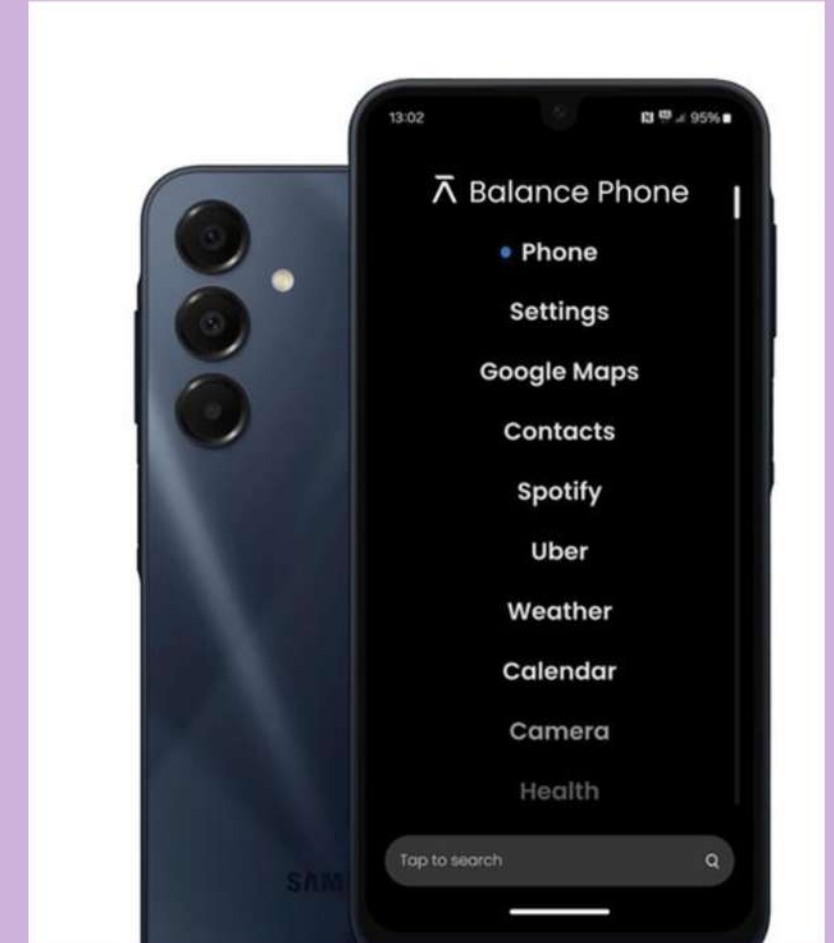 13:02 95%
Balance Phone
Phone
Settings
Google Maps
Contacts
Spotify
Uber
Weather
Calendar
Camera
Health
Tap to search
SAM